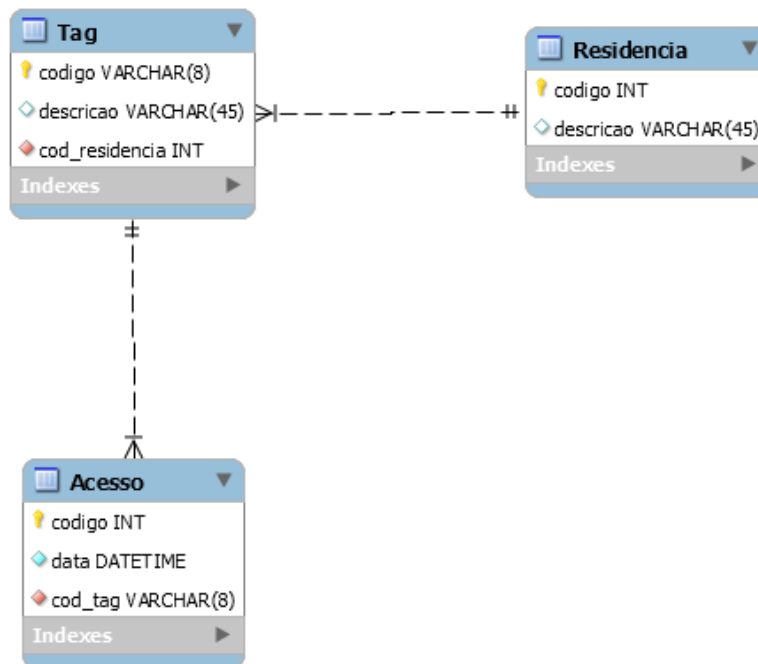 Tag
codigo VARCHAR(8)
descricao VARCHAR(45)
cod_residencia INT
Indexes
Residencia
codigo INT
descricao VARCHAR(45)
Indexes
Acesso
codigo INT
data DATETIME
cod_tag VARCHAR(8)
Indexes